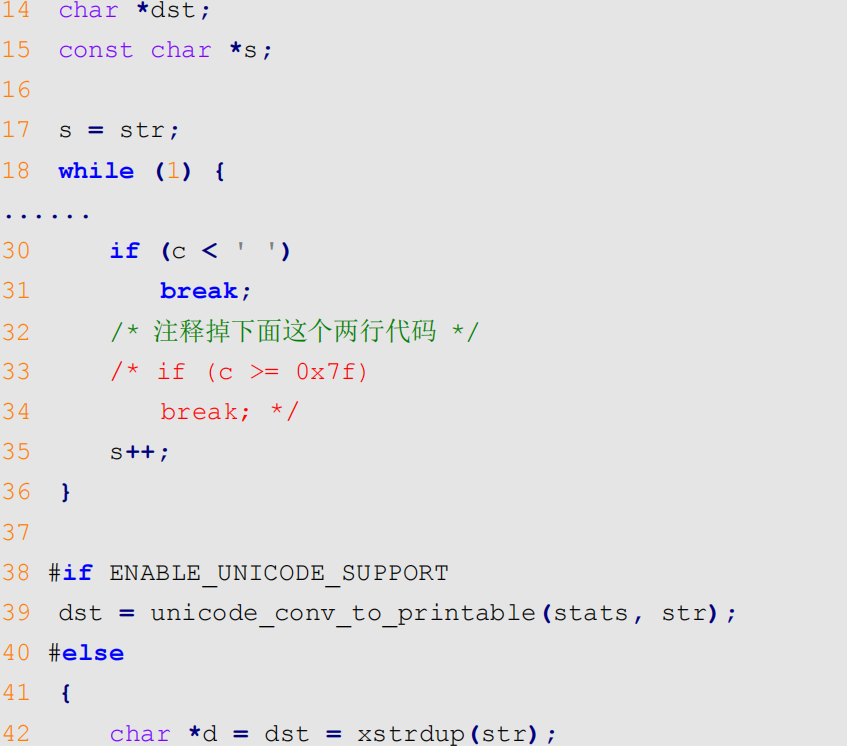 14 char *dst;
15 const char *s;
16
17 s = str;
18 while (1) {
......
30 if (c < ' ')
31 break;
32 /* 注释掉下面这个两行代码 */
33 /* if (c >= 0x7f)
34 break; */
35 s++;
36 }
37
38 #if ENABLE_UNICODE_SUPPORT
39 dst = unicode_conv_to_printable(stats, str);
40 #else
41 {
42 char *d = dst = xstrdup(str);